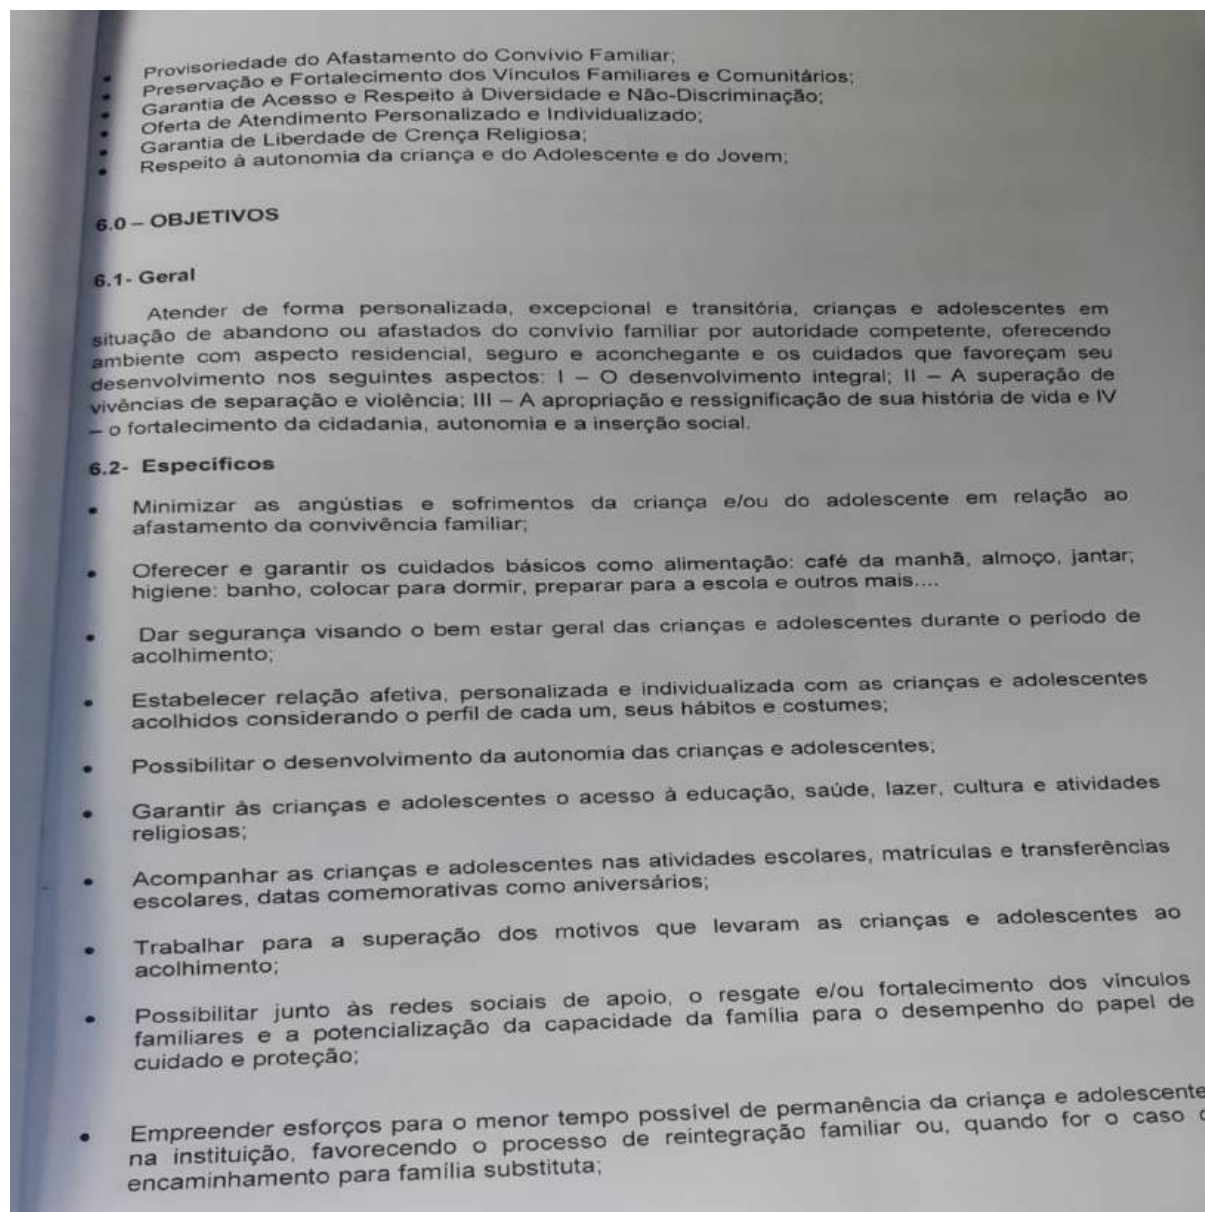 • Provisoriedade do Afastamento do Convívio Familiar;
• Preservação e Fortalecimento dos Vínculos Familiares e Comunitários;
• Garantia de Acesso e Respeito à Diversidade e Não-Discriminação;
• Oferta de Atendimento Personalizado e Individualizado;
• Garantia de Liberdade de Crença Religiosa;
• Respeito à autonomia da criança e do Adolescente e do Jovem;
6.0 – OBJETIVOS
6.1- Geral
Atender de forma personalizada, excepcional e transitória, crianças e adolescentes em
situação de abandono ou afastados do convívio familiar por autoridade competente, oferecendo
ambiente com aspecto residencial, seguro e aconchegante e os cuidados que favoreçam seu
desenvolvimento nos seguintes aspectos: I – O desenvolvimento integral; II – A superação de
vivências de separação e violência; III – A apropriação e ressignificação de sua história de vida e IV
– o fortalecimento da cidadania, autonomia e a inserção social.
6.2- Específicos
• Minimizar as angústias e sofrimentos da criança e/ou do adolescente em relação ao
afastamento da convivência familiar;
• Oferecer e garantir os cuidados básicos como alimentação: café da manhã, almoço, jantar;
higiene: banho, colocar para dormir, preparar para a escola e outros mais....
• Dar segurança visando o bem estar geral das crianças e adolescentes durante o período de
acolhimento;
• Estabelecer relação afetiva, personalizada e individualizada com as crianças e adolescentes
acolhidos considerando o perfil de cada um, seus hábitos e costumes;
• Possibilitar o desenvolvimento da autonomia das crianças e adolescentes;
• Garantir às crianças e adolescentes o acesso à educação, saúde, lazer, cultura e atividades
religiosas;
• Acompanhar as crianças e adolescentes nas atividades escolares, matrículas e transferências
escolares, datas comemorativas como aniversários;
• Trabalhar para a superação dos motivos que levaram as crianças e adolescentes ao
acolhimento;
• Possibilitar junto às redes sociais de apoio, o resgate e/ou fortalecimento dos vínculos
familiares e a potencialização da capacidade da família para o desempenho do papel de
cuidado e proteção;
• Empreender esforços para o menor tempo possível de permanência da criança e adolescente
na instituição, favorecendo o processo de reintegração familiar ou, quando for o caso
encaminhamento para família substituta;